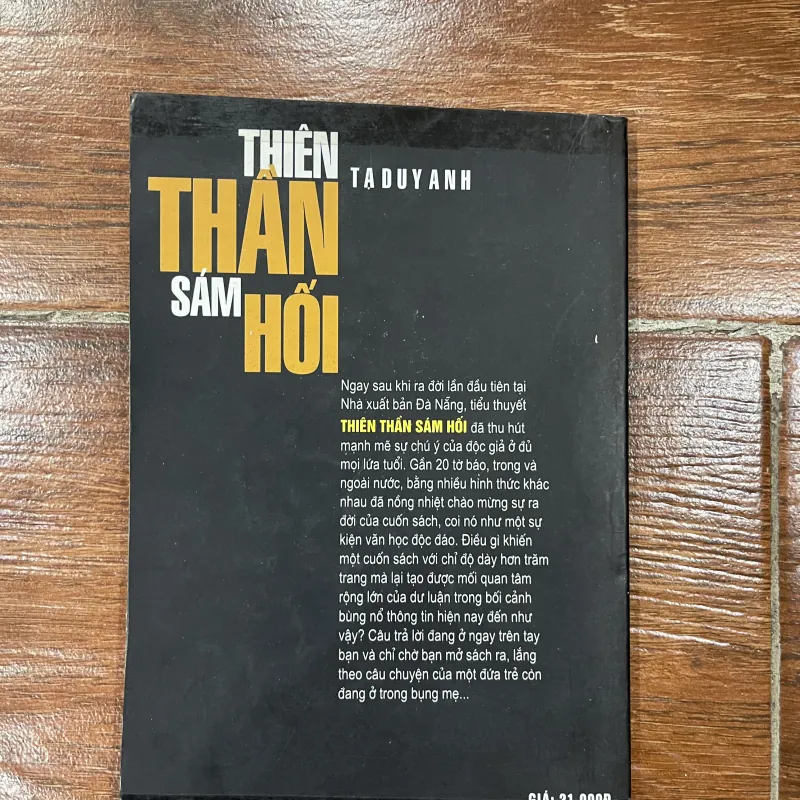 THIÊN
THẦN
SÁM
HỐI
TẠ DUY ANH
Ngay sau khi ra đời lần đầu tiên tại
Nhà xuất bản Đà Nẵng, tiểu thuyết
THIÊN THẦN SÁM HỐI đã thu hút
mạnh mẽ sự chú ý của độc giả ở đủ
mọi lứa tuổi. Gần 20 tờ báo, trong và
ngoài nước, bằng nhiều hình thức khác
nhau đã nồng nhiệt chào mừng sự ra
đời của cuốn sách, coi nó như một sự
kiện văn học độc đáo. Điều gì khiến
một cuốn sách với chỉ độ dày hơn trăm
trang mà lại tạo được mối quan tâm
rộng lớn của dư luận trong bối cảnh
bùng nổ thông tin hiện nay đến như
vậy? Câu trả lời đang ở ngay trên tay
bạn và chỉ chờ bạn mở sách ra, lắng
theo câu chuyện của một đứa trẻ còn
đang ở trong bụng mẹ...
GIÁ: